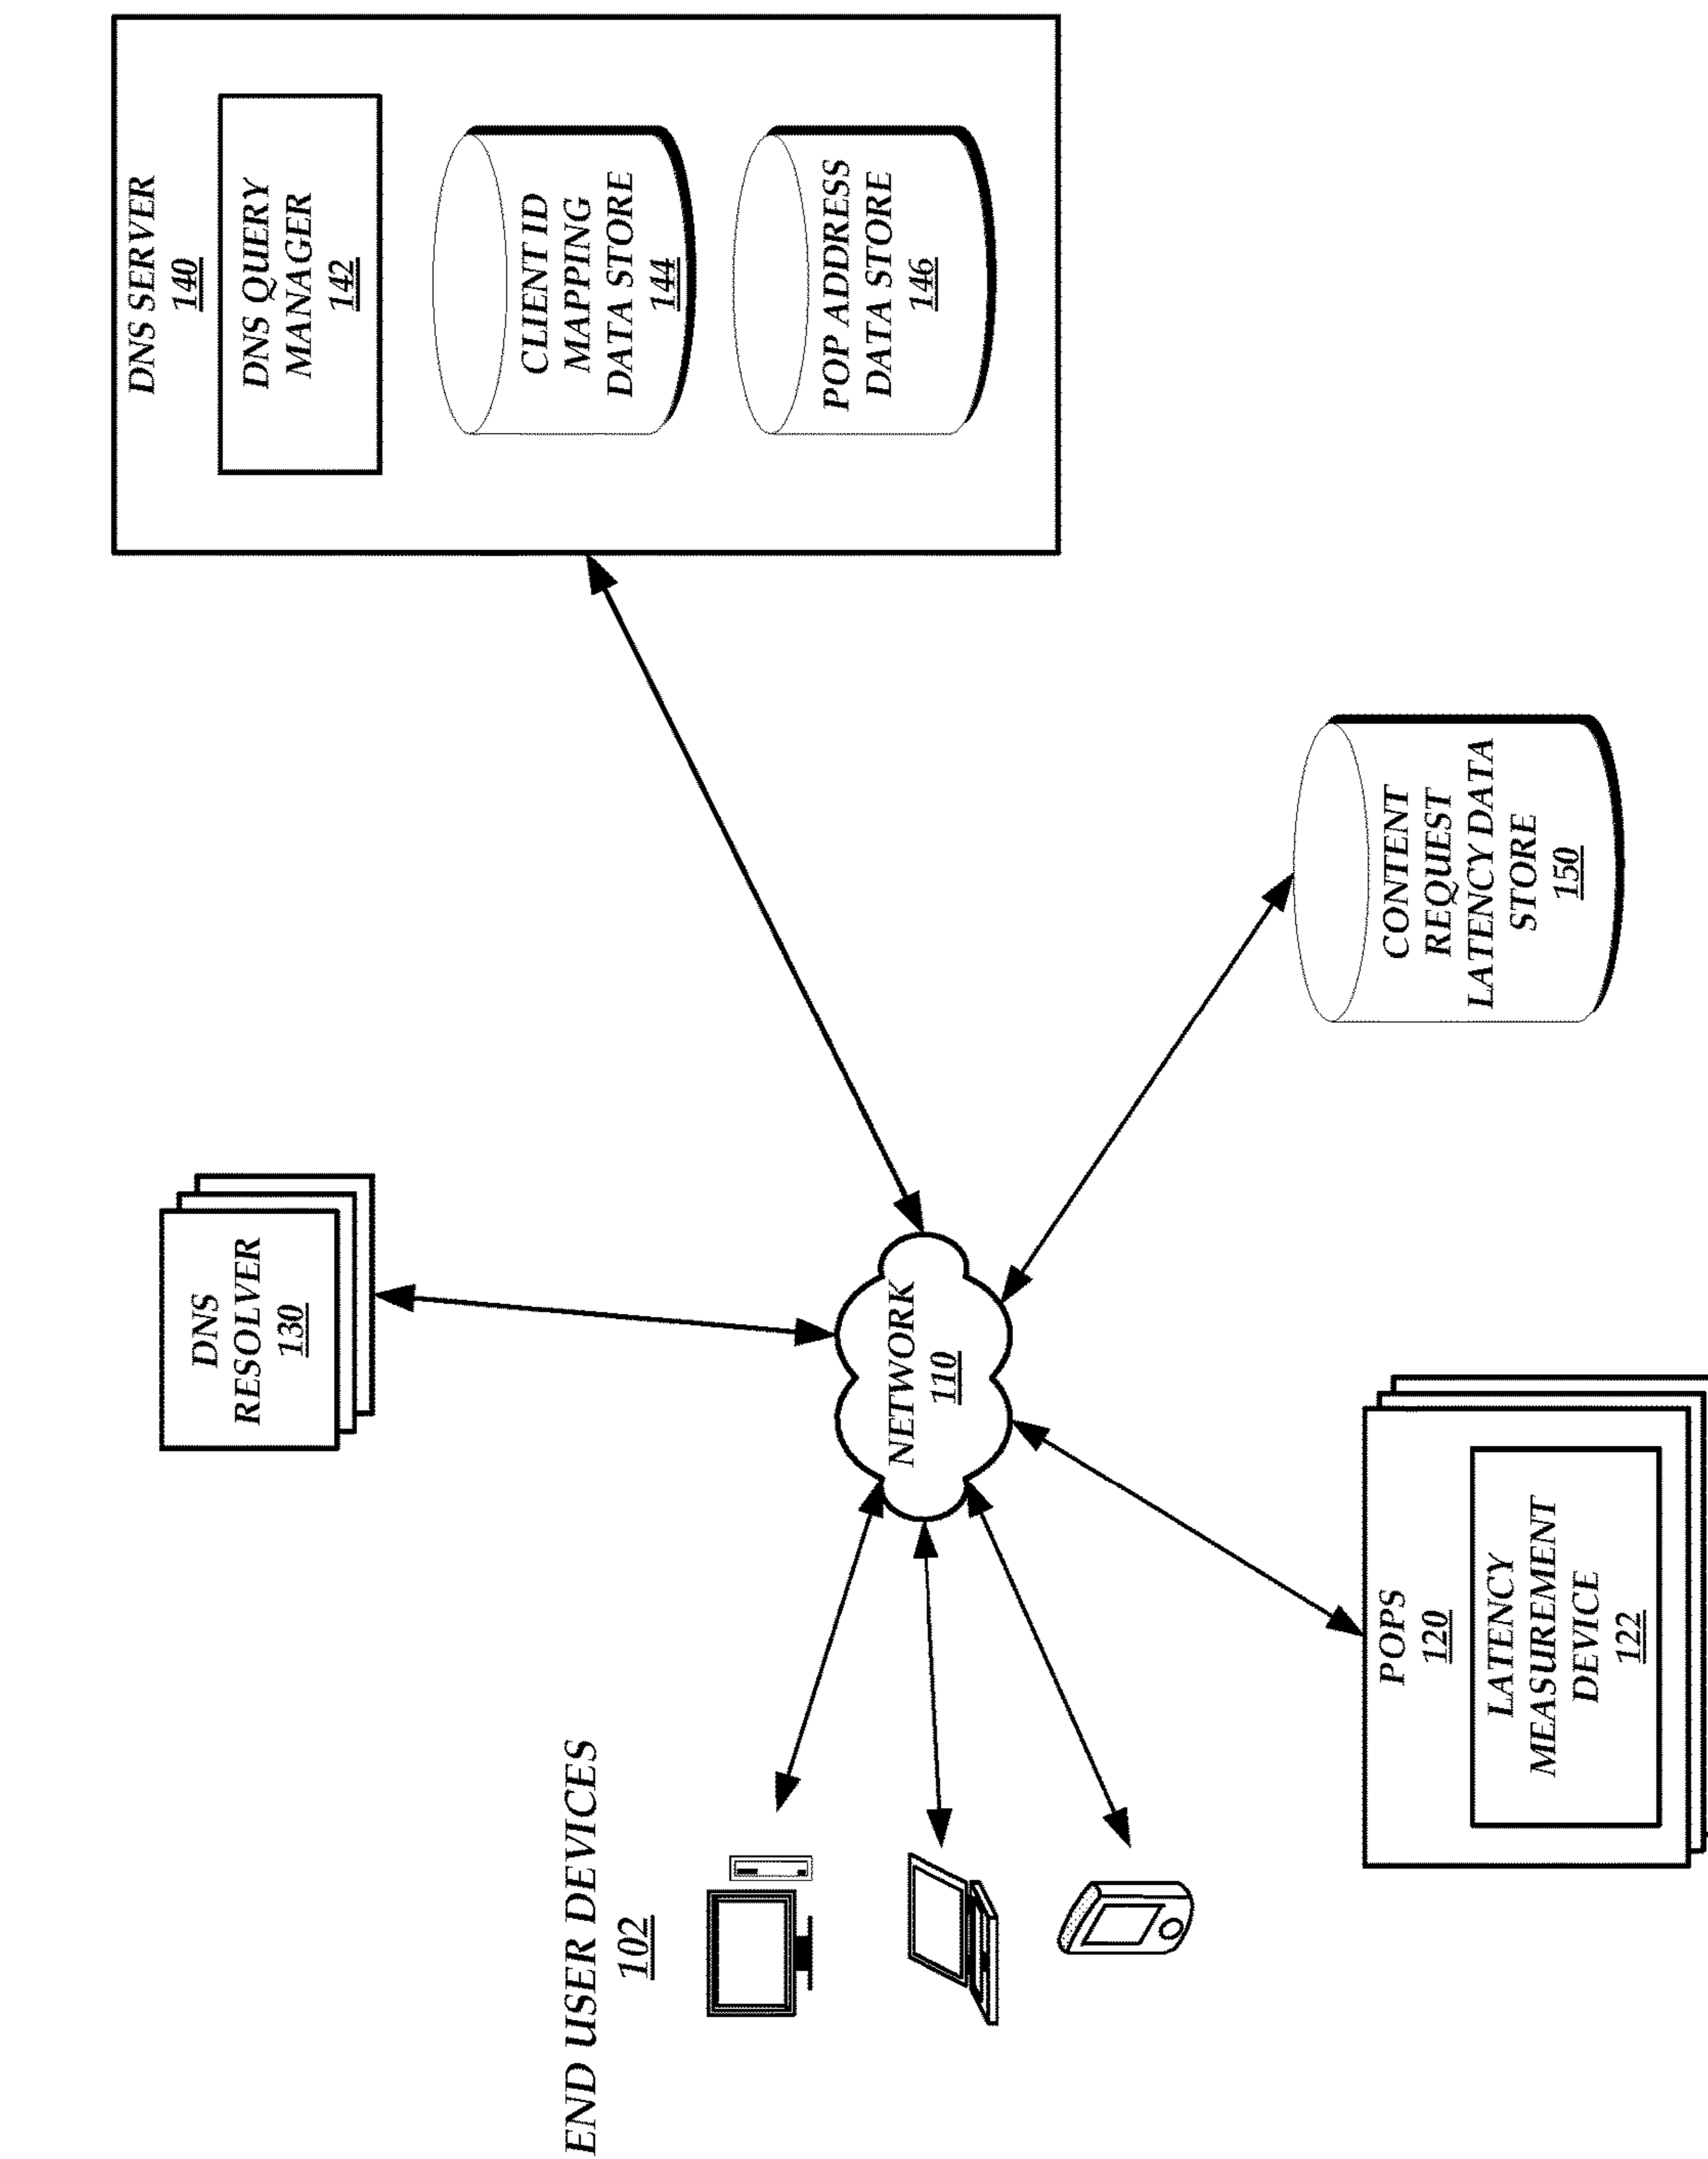 DNS SERVER
140
DNS QUERY
MANAGER
142
CLIENT ID
MAPPING
DATA STORE
144
POP ADDRESS
DATA STORE
146
DNS
RESOLVER
130
NETWORK
110
CONTENT
REQUEST
LATENCY DATA
STORE
150
END USER DEVICES
102
POPS
120
LATENCY
MEASUREMENT
DEVICE
122